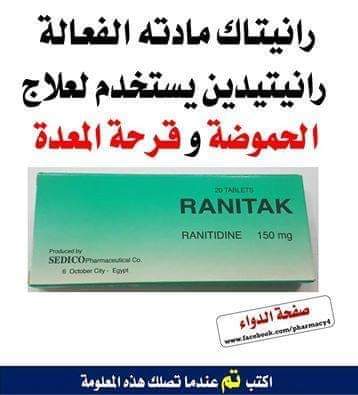 رانيتاك مادته الفعالة
رانيتيدين يستخدم لعلاج
الحموضة و قرحة المعدة
20 TABLETS
RANITAK
RANITIDINE 150 mg
Produced by
SEDICO Pharmaceutical Co.
6 October City - Egypt
صفحة الدواء
www.facebook.com/pharmacy4
اكتب تم عندما تصلك هذه المعلومة